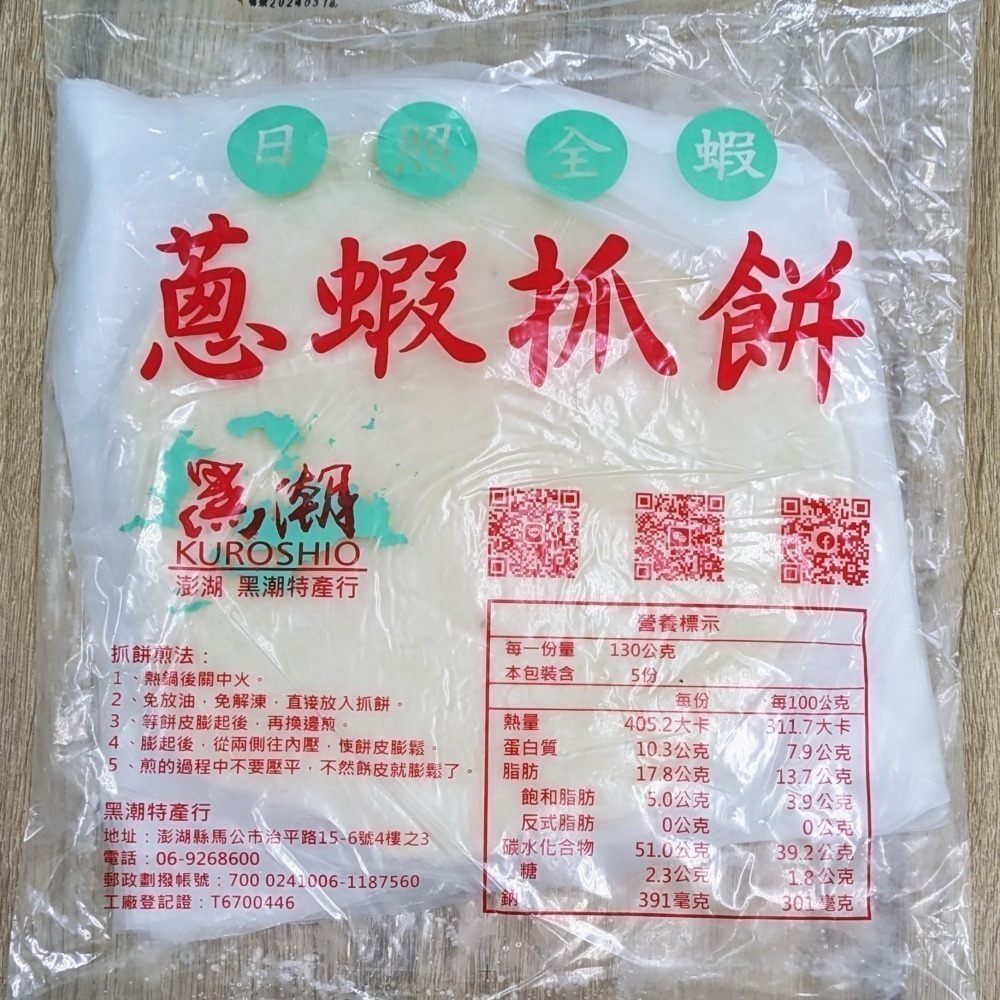 日照全蝦
蔥蝦抓餅
黑潮
KUROSHIO
澎湖 黑潮特產行
抓餅煎法：
1、熱鍋後關中火。
2、免放油，免解凍，直接放入抓餅。
3、等餅皮膨起後，再換邊煎。
4、膨起後，從兩側往內壓，使餅皮膨鬆。
5、煎的過程中不要壓平，不然餅皮就膨鬆了。
黑潮特產行
地址：澎湖縣馬公市治平路15-6號4樓之3
電話：06-9268600
郵政劃撥帳號：700 0241006-1187560
工廠登記證：T6700446
營養標示
每一份量 130公克
本包裝含 5份
每份 每100公克
熱量 405.2大卡 311.7大卡
蛋白質 10.3公克 7.9公克
脂肪 17.8公克 13.7公克
飽和脂肪 5.0公克 3.9公克
反式脂肪 0公克 0公克
碳水化合物 51.0公克 39.2公克
糖 2.3公克 1.8公克
鈉 391毫克 301毫克